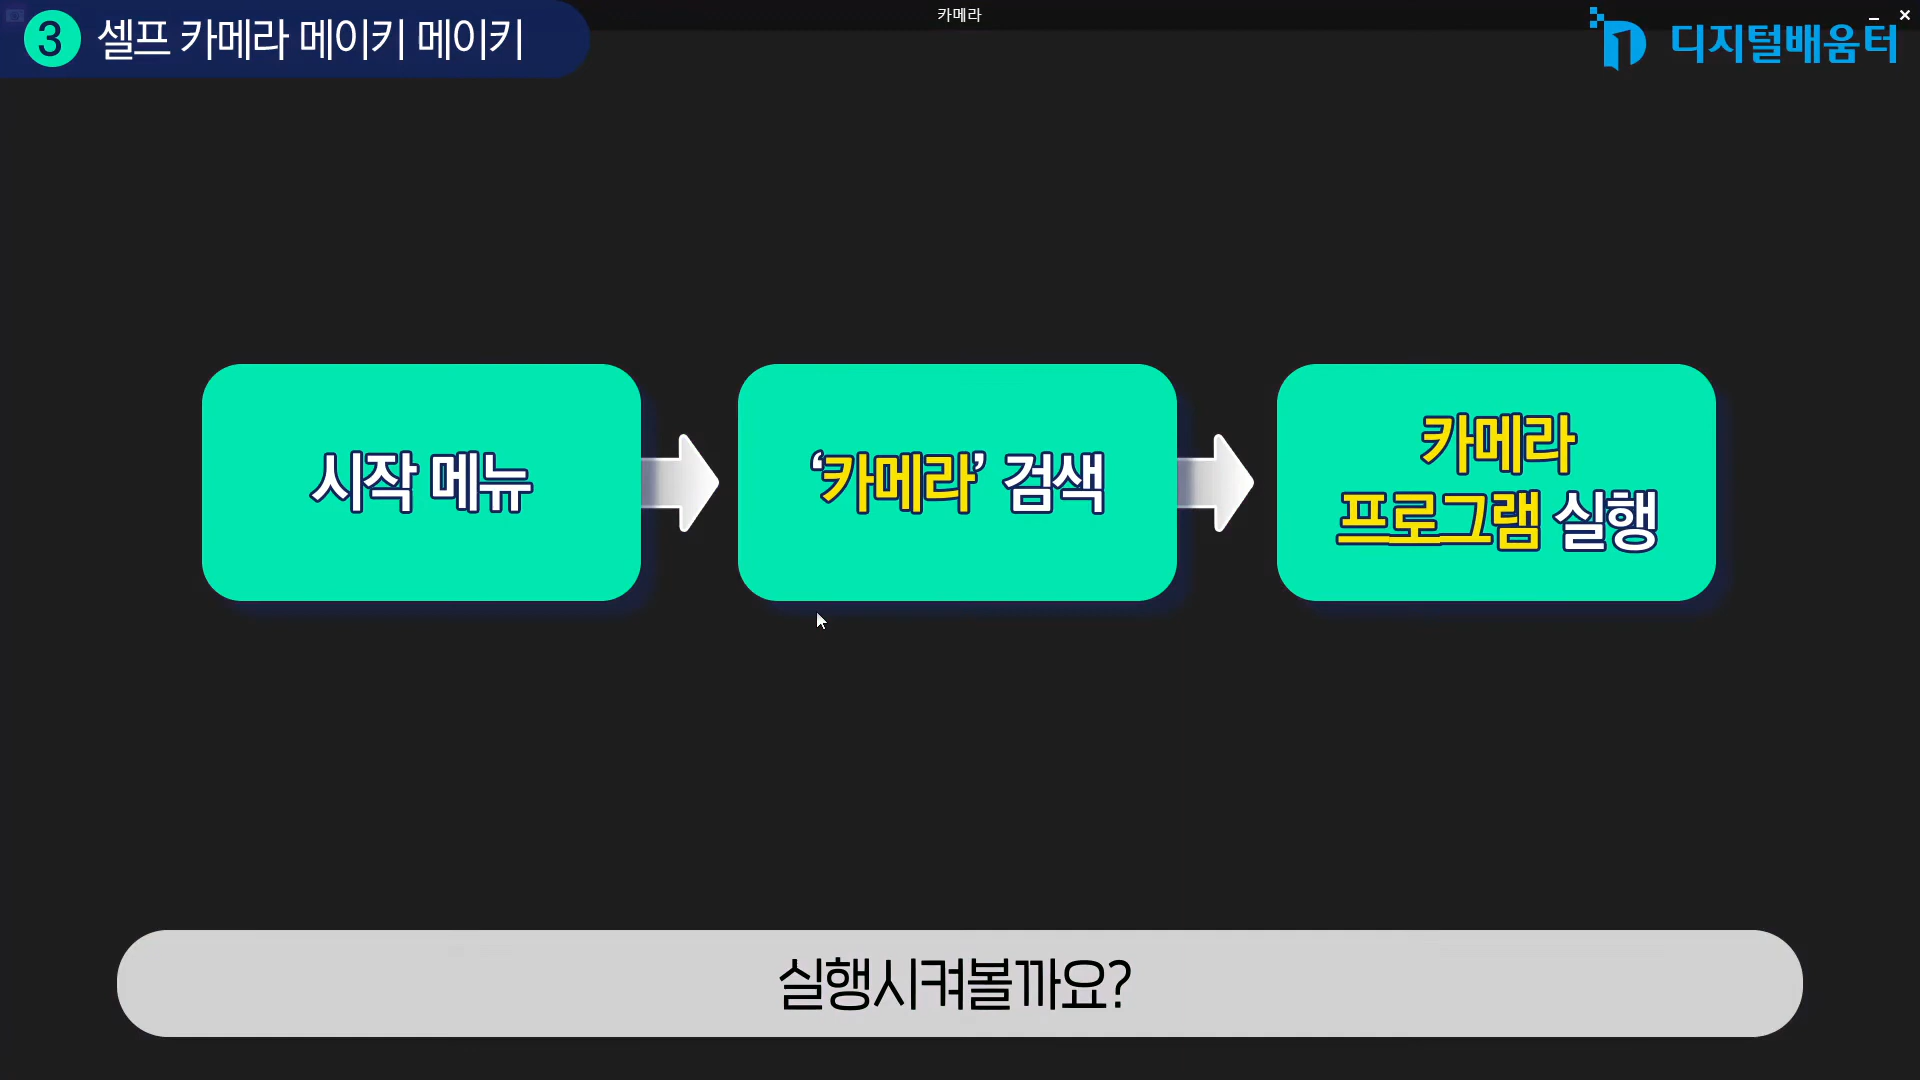 카메라
3 셀프 카메라 메이키 메이키
디지털배움터
시작 메뉴
‘카메라’ 검색
카메라
프로그램 실행
실행시켜볼까요?